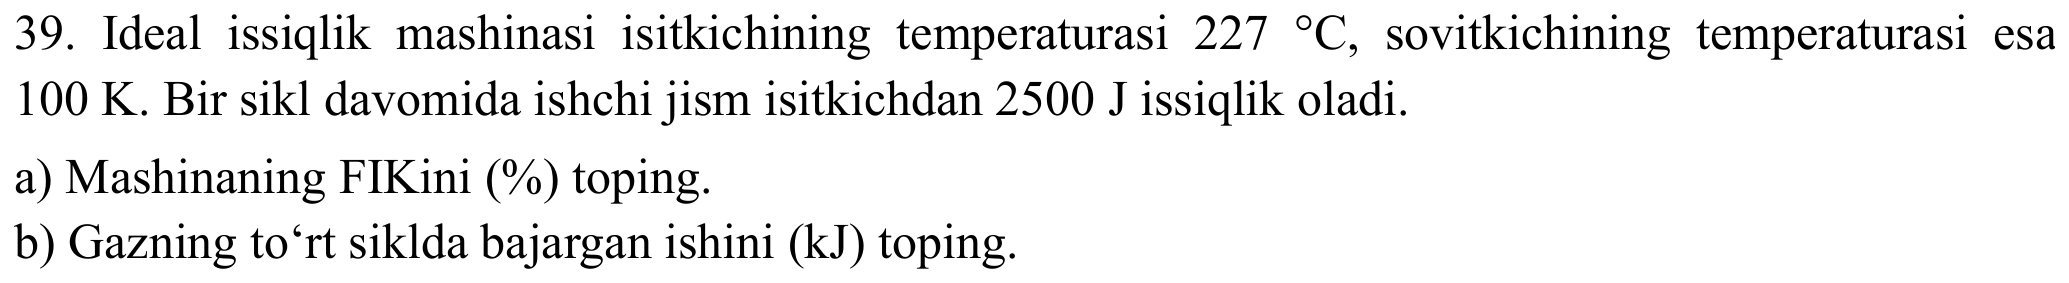 39. Ideal issiqlik mashinasi isitkichining temperaturasi 227 °C, sovitkichining temperaturasi esa
100 K. Bir sikl davomida ishchi jism isitkichdan 2500 J issiqlik oladi.
a) Mashinaning FIKini (%) toping.
b) Gazning to‘rt siklda bajargan ishini (kJ) toping.